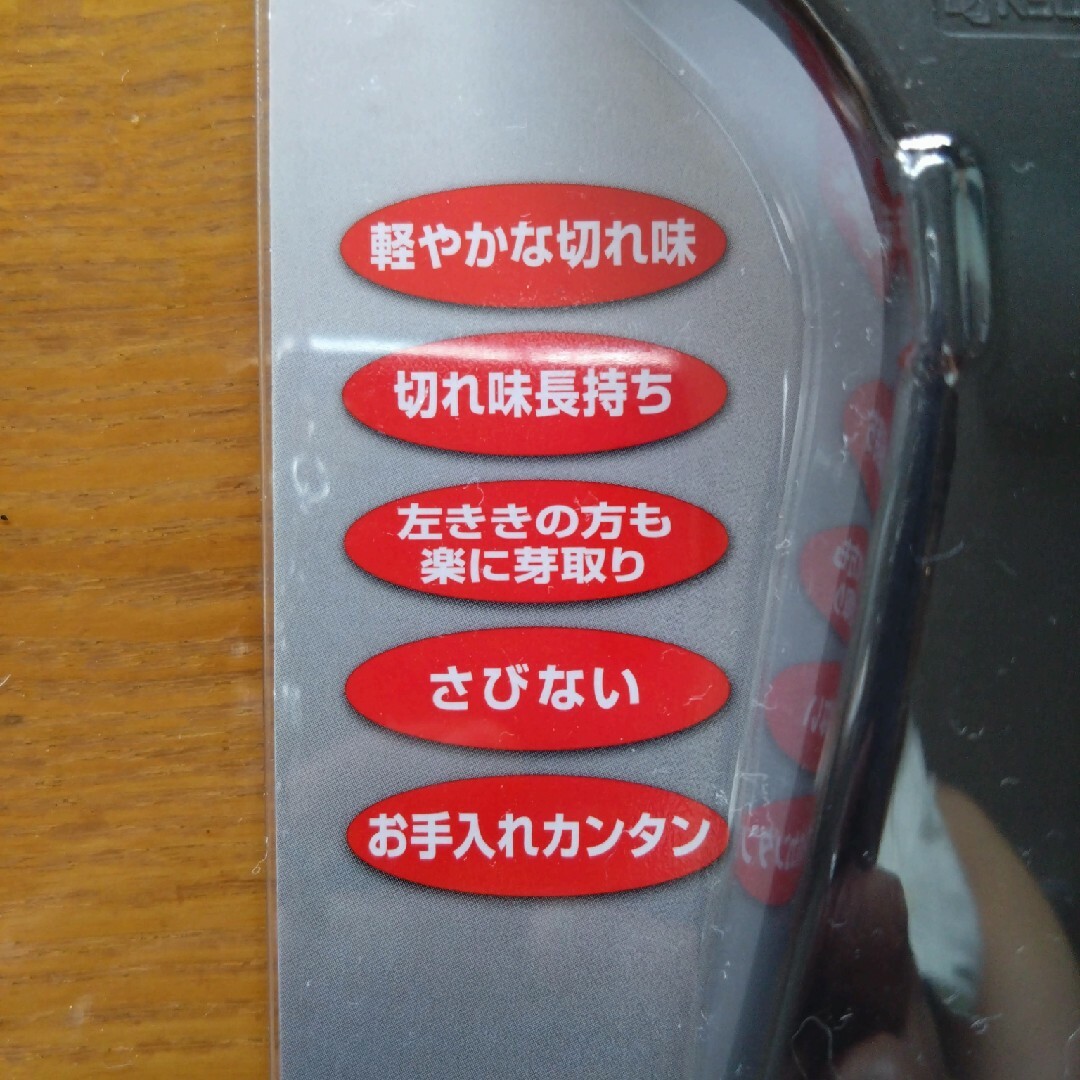 軽やかな切れ味
切れ味長持ち
左ききの方も
楽に芽取り
さびない
お手入れカンタン